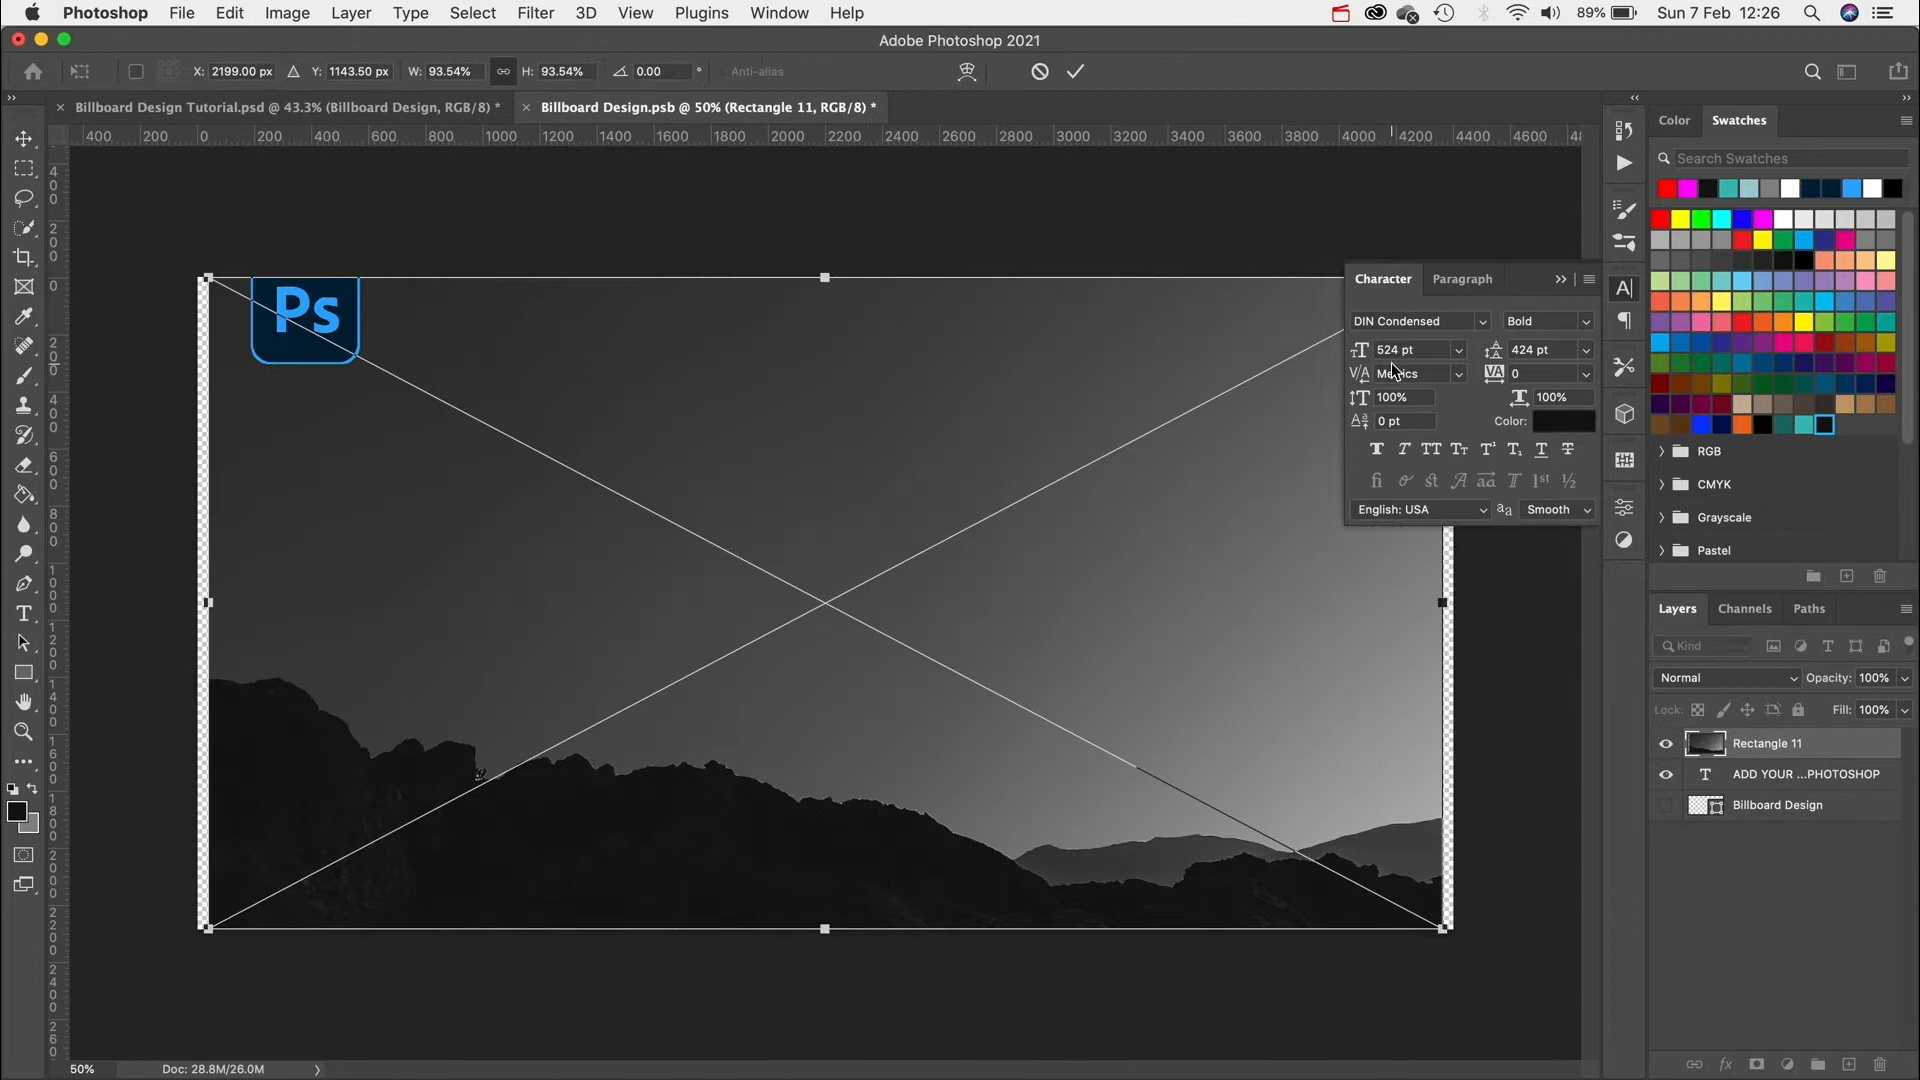 Photoshop File Edit Image Layer Type Select Filter 3D View Plugins Window Help 89% Sun 7 Feb 12:26
Adobe Photoshop 2021
X: 2199.00 px Y: 1143.50 px W: 93.54% H: 93.54% 0.00 ° Anti-alias
Billboard Design Tutorial.psd @ 43.3% (Billboard Design, RGB/8) * Billboard Design.psb @ 50% (Rectangle 11, RGB/8) *
400 200 0 200 400 600 800 1000 1200 1400 1600 1800 2000 2200 2400 2600 2800 3000 3200 3400 3600 3800 4000 4200 4400 4600
Color Swatches
Search Swatches
Ps
Character Paragraph
DIN Condensed Bold
524 pt 424 pt
0
100% 100%
0 pt Color:
English: USA Smooth
RGB
CMYK
Grayscale
Pastel
Layers Channels Paths
Kind
Normal Opacity: 100%
Lock: Fill: 100%
Rectangle 11
T ADD YOUR ...PHOTOSHOP
Billboard Design
50% Doc: 28.8M/26.0M